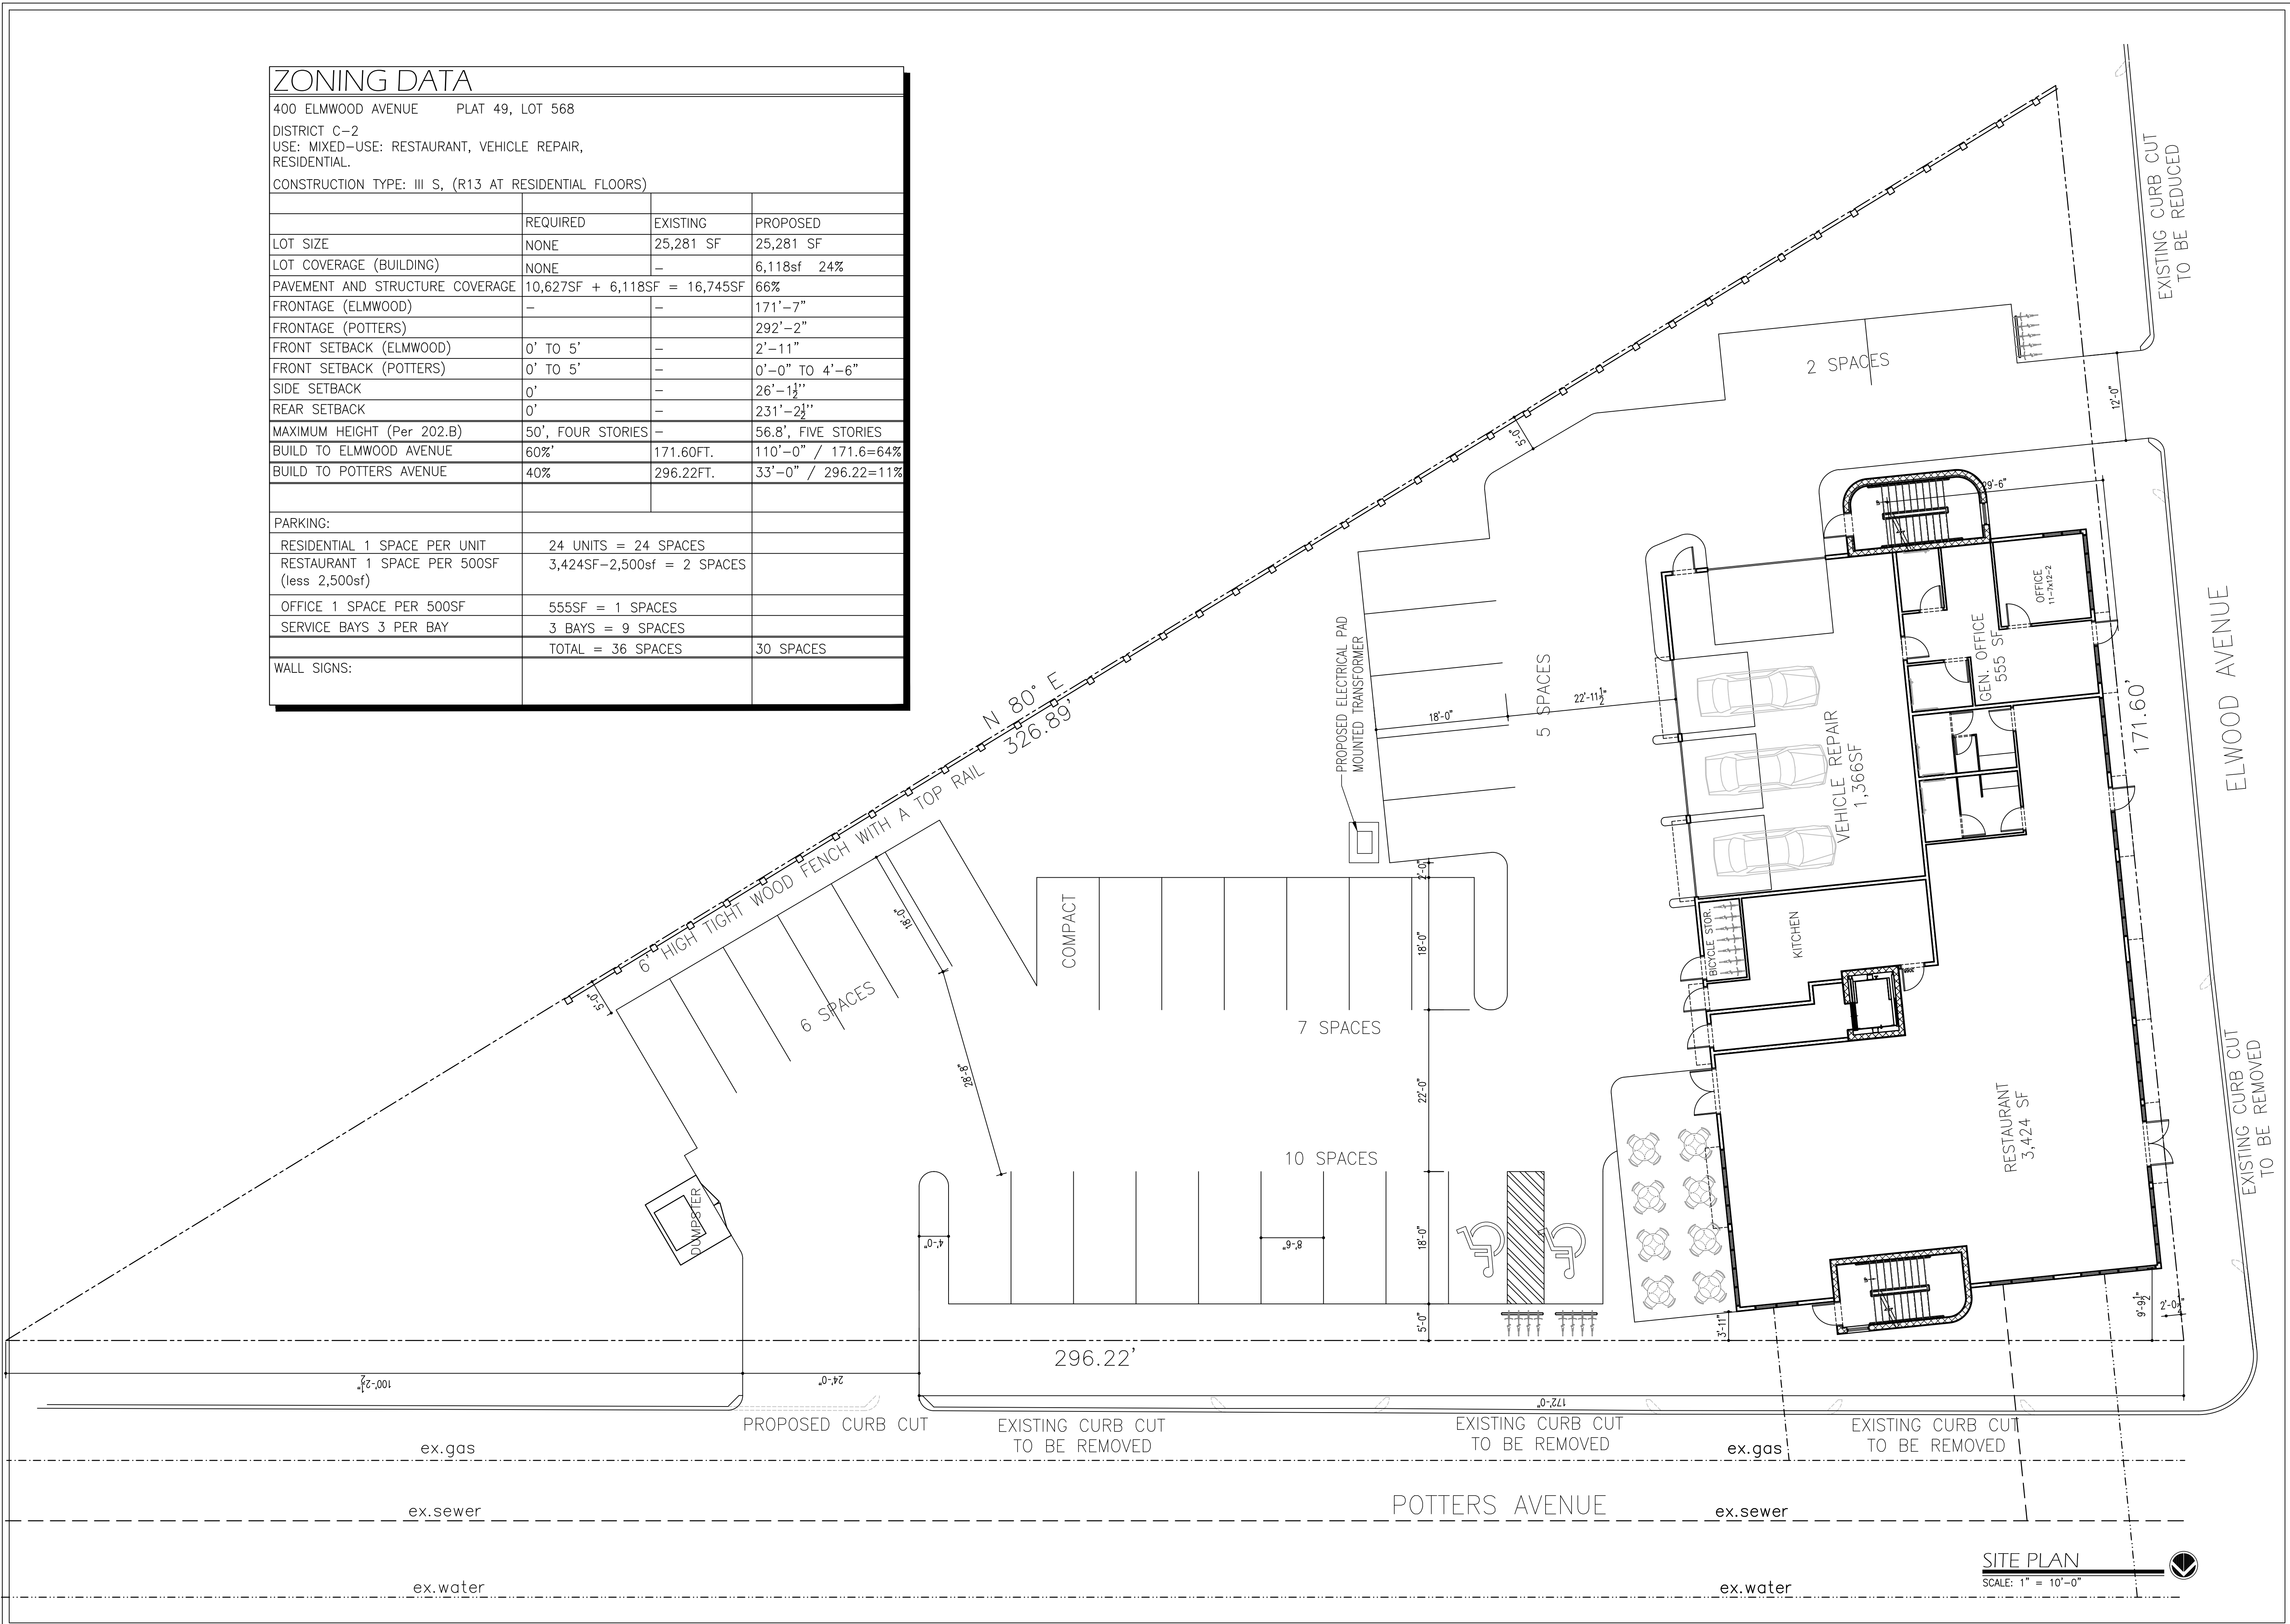 ZONING DATA
400 ELMWOOD AVENUE PLAT 49, LOT 568
DISTRICT C-2
USE: MIXED-USE: RESTAURANT, VEHICLE REPAIR,
RESIDENTIAL.
CONSTRUCTION TYPE: III S, (R13 AT RESIDENTIAL FLOORS)
REQUIRED EXISTING PROPOSED
LOT SIZE NONE 25,281 SF 25,281 SF
LOT COVERAGE (BUILDING) NONE – 6,118sf 24%
PAVEMENT AND STRUCTURE COVERAGE 10,627SF + 6,118SF = 16,745SF 66%
FRONTAGE (ELMWOOD) – – 171'-7"
FRONTAGE (POTTERS) 292'-2"
FRONT SETBACK (ELMWOOD) 0' TO 5' – 2'-11"
FRONT SETBACK (POTTERS) 0' TO 5' – 0'-0" TO 4'-6"
SIDE SETBACK 0' – 26'-1½''
REAR SETBACK 0' – 231'-2½''
MAXIMUM HEIGHT (Per 202.B) 50', FOUR STORIES – 56.8', FIVE STORIES
BUILD TO ELMWOOD AVENUE 60%' 171.60FT. 110'-0" / 171.6=64%
BUILD TO POTTERS AVENUE 40% 296.22FT. 33'-0" / 296.22=11%
PARKING:
RESIDENTIAL 1 SPACE PER UNIT 24 UNITS = 24 SPACES
RESTAURANT 1 SPACE PER 500SF 3,424SF-2,500sf = 2 SPACES
(less 2,500sf)
OFFICE 1 SPACE PER 500SF 555SF = 1 SPACES
SERVICE BAYS 3 PER BAY 3 BAYS = 9 SPACES
TOTAL = 36 SPACES 30 SPACES
WALL SIGNS:
EXISTING CURB CUT
TO BE REDUCED
2 SPACES
12'-0"
5'-0"
29'-6"
OFFICE
11-7x12-2
GEN. OFFICE
555 SF
ELWOOD AVENUE
171.60'
N 80° E
326.89'
6' HIGH TIGHT WOOD FENCH WITH A TOP RAIL
PROPOSED ELECTRICAL PAD
MOUNTED TRANSFORMER
5 SPACES
18'-0"
22'-11½"
VEHICLE REPAIR
1,366SF
2'-0"
COMPACT
18'-0"
18'-0"
BICYCLE STOR.
KITCHEN
5'-0"
6 SPACES
7 SPACES
28'-8"
22'-0"
10 SPACES
RESTAURANT
3,424 SF
EXISTING CURB CUT
TO BE REMOVED
DUMPSTER
4'-0"
8'-6"
18'-0"
5'-0"
3'-11"
9'-9½"
2'-0½"
296.22'
100'-2½"
24'-0"
172'-0"
PROPOSED CURB CUT
EXISTING CURB CUT
TO BE REMOVED
EXISTING CURB CUT
TO BE REMOVED
EXISTING CURB CUT
TO BE REMOVED
ex.gas
ex.gas
POTTERS AVENUE
ex.sewer
ex.sewer
SITE PLAN
SCALE: 1" = 10'-0"
ex.water
ex.water